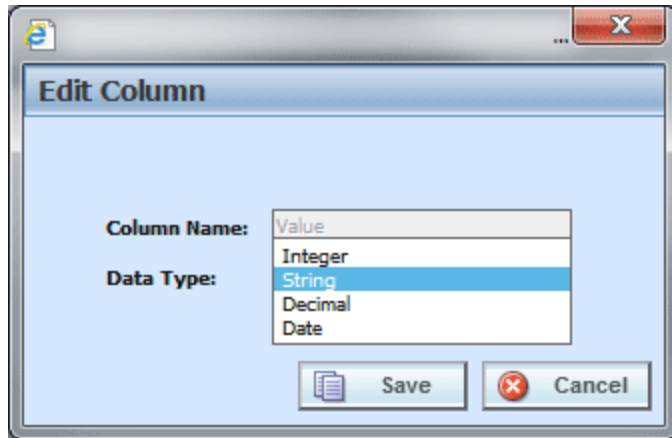 ...
X
Edit Column
Column Name: Value
Integer
Data Type: String
Decimal
Date
Save Cancel